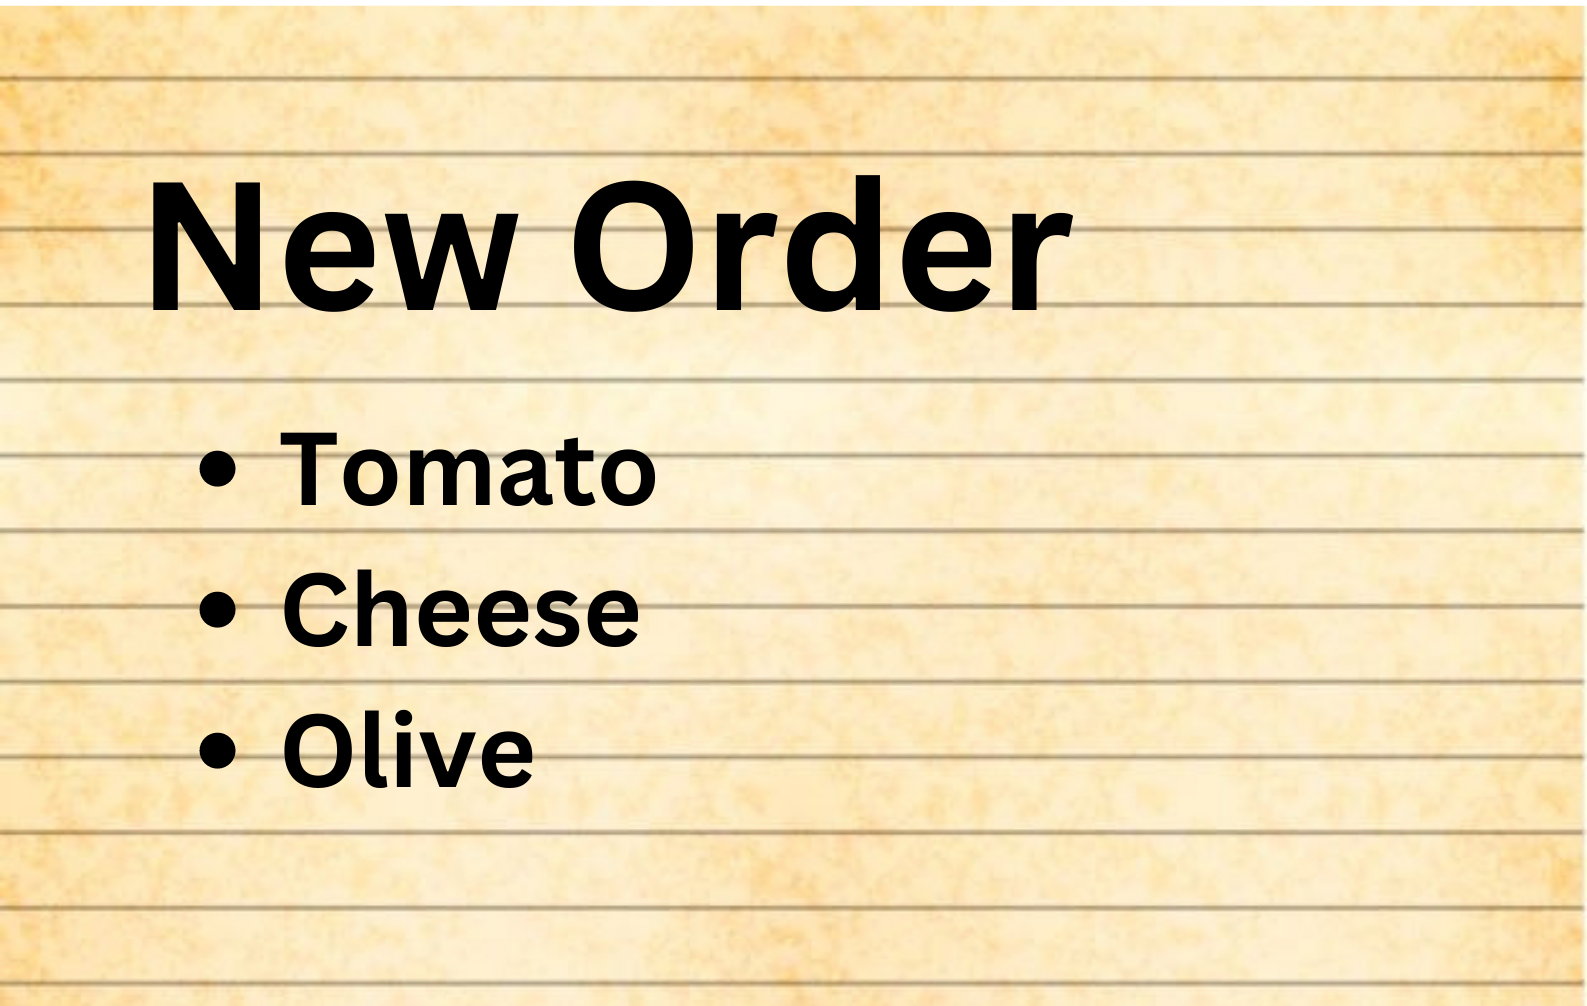 New Order
• Tomato
• Cheese
• Olive